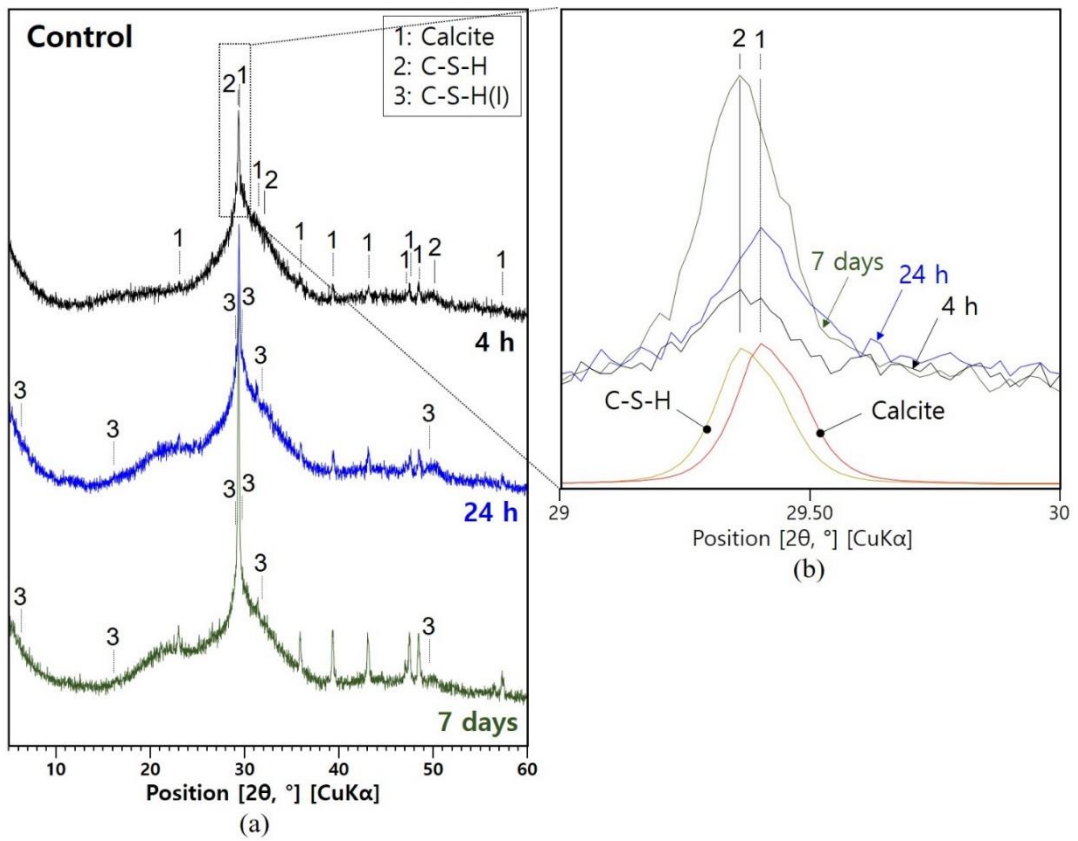 Control
1: Calcite
2: C-S-H
3: C-S-H(I)
2 1
1
2
1
1
1
1
1
1
1
2
1
4 h
3 3
3
3
3
3
24 h
3 3
3
3
3
3
7 days
10 20 30 40 50 60
Position [2θ, °] [CuKα]
(a)
2 1
7 days
24 h
4 h
C-S-H
Calcite
29 29.50 30
Position [2θ, °] [CuKα]
(b)